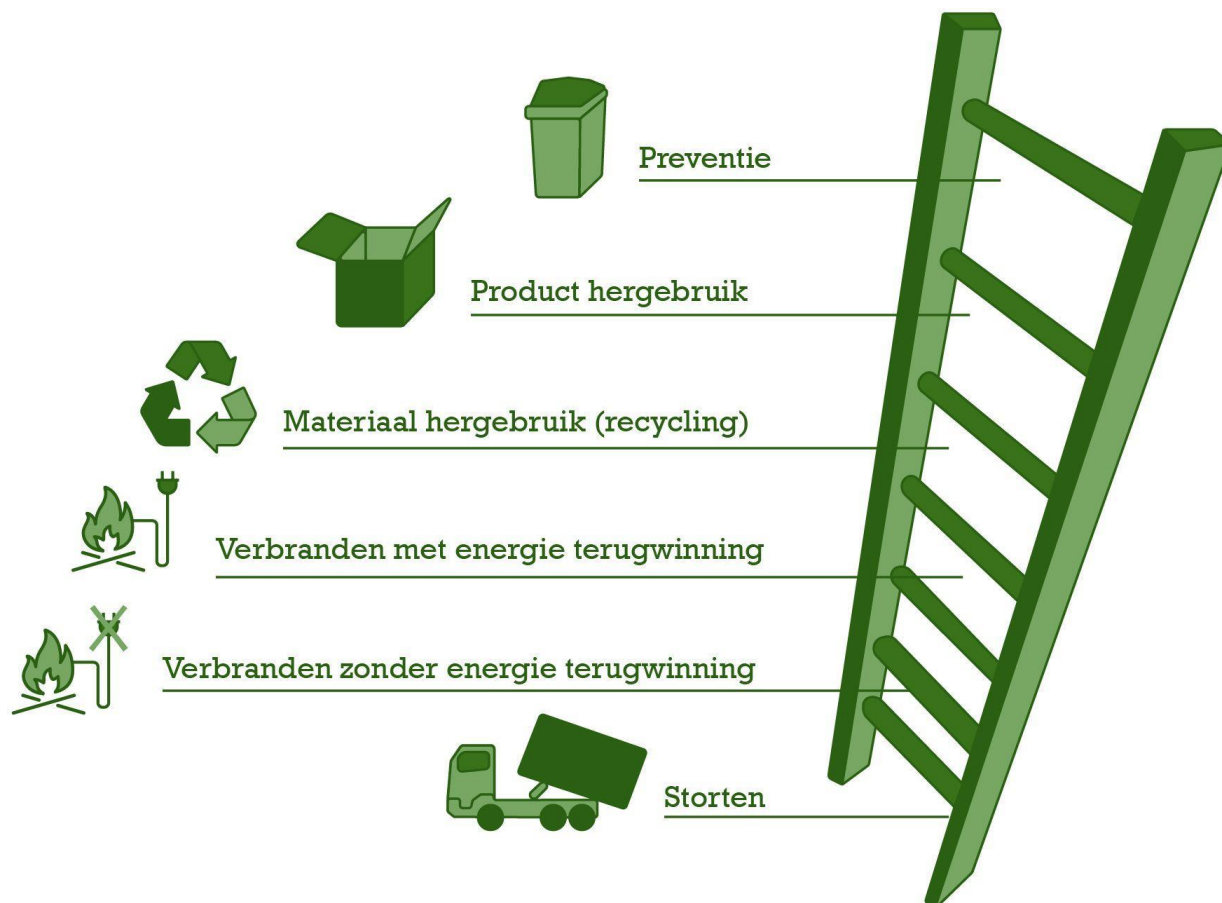 Preventie
Product hergebruik
Materiaal hergebruik (recycling)
Verbranden met energie terugwinning
Verbranden zonder energie terugwinning
Storten